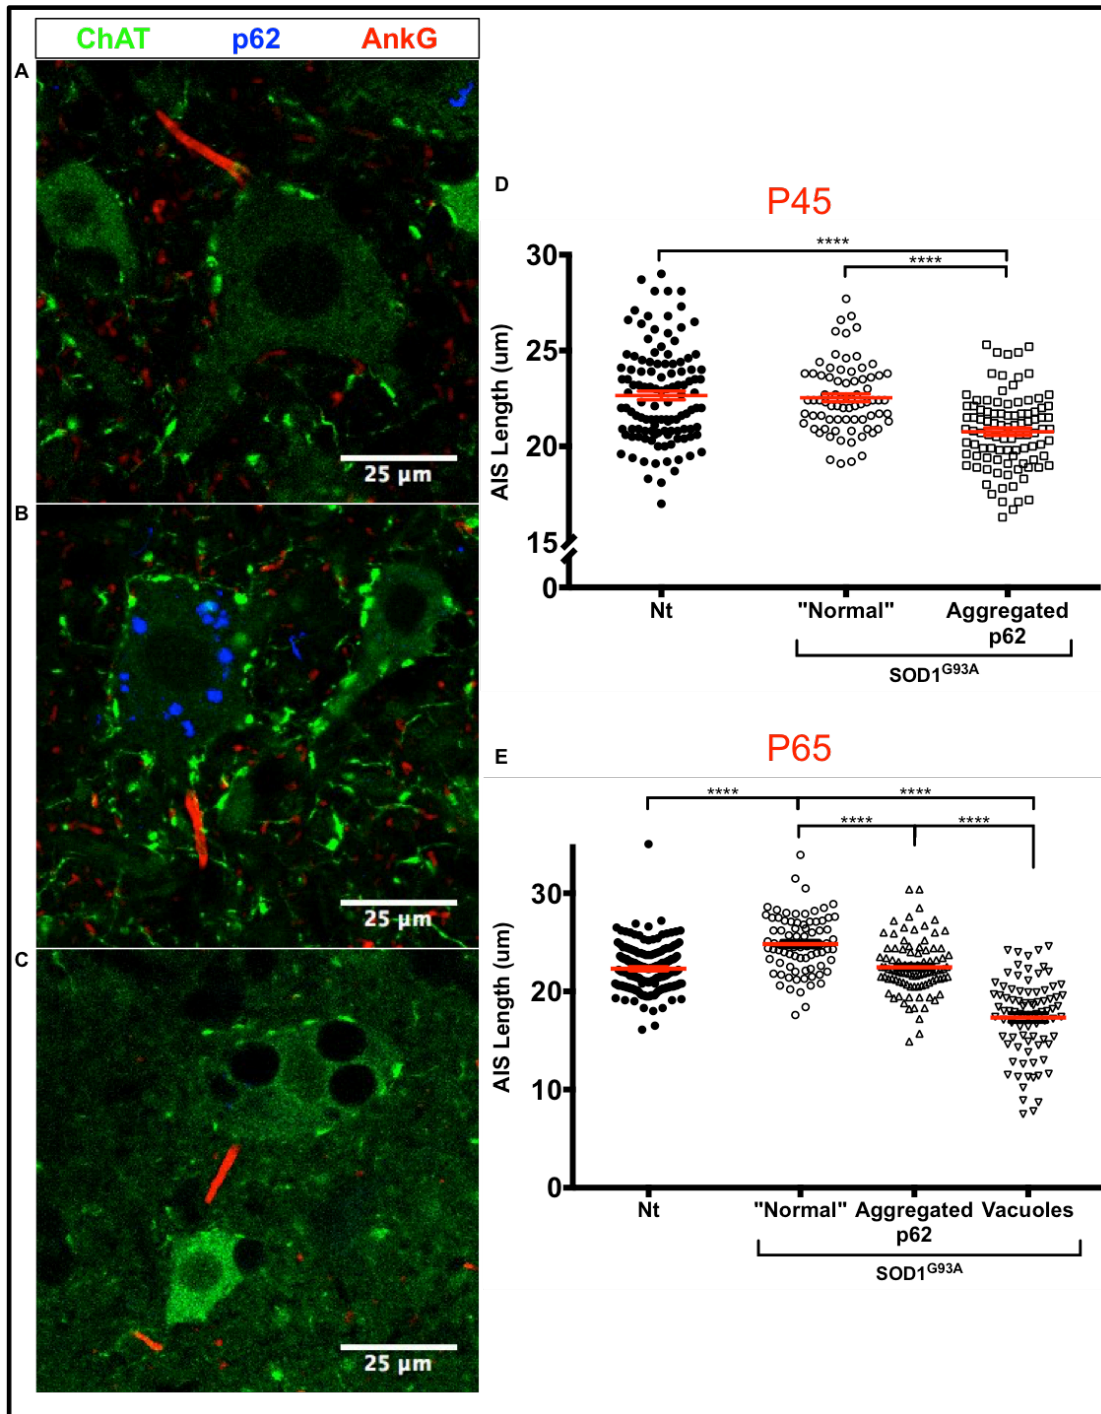 ChAT p62 AnkG
A
25 µm
B
25 µm
C
25 µm
D
P45
**** 
****
30
25
20
15
0
AIS Length (um)
Nt "Normal" Aggregated
p62
SOD1G93A
E
P65
**** ****
**** ****
30
20
10
0
AIS Length (um)
Nt "Normal" Aggregated Vacuoles
p62
SOD1G93A